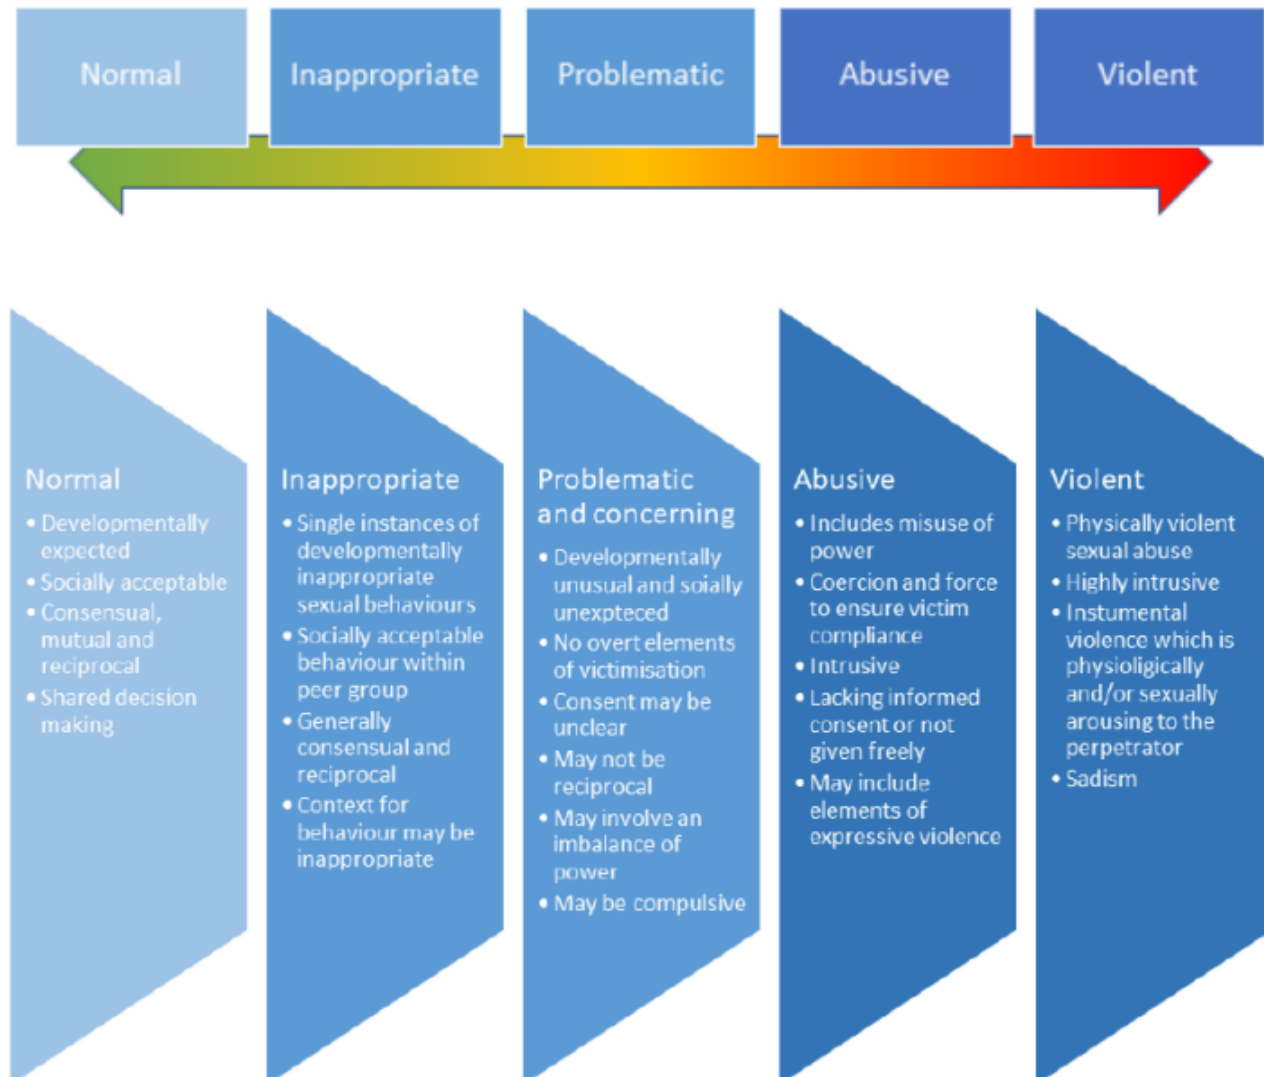 Normal
Inappropriate
Problematic
Abusive
Violent
Normal
• Developmentally
expected
• Socially acceptable
• Consensual,
mutual and
reciprocal
• Shared decision
making
Inappropriate
• Single instances of
developmentally
inappropriate
sexual behaviours
• Socially acceptable
behaviour within
peer group
• Generally
consensual and
reciprocal
• Context for
behaviour may be
inappropriate
Problematic
and concerning
• Developmentally
unusual and soially
unexpteced
• No overt elements
of victimisation
• Consent may be
unclear
• May not be
reciprocal
• May involve an
imbalance of
power
• May be compulsive
Abusive
• Includes misuse of
power
• Coercion and force
to ensure victim
compliance
• Intrusive
• Lacking informed
consent or not
given freely
• May include
elements of
expressive violence
Violent
• Physically violent
sexual abuse
• Highly intrusive
• Instumental
violence which is
physioligically
and/or sexually
arousing to the
perpetrator
• Sadism